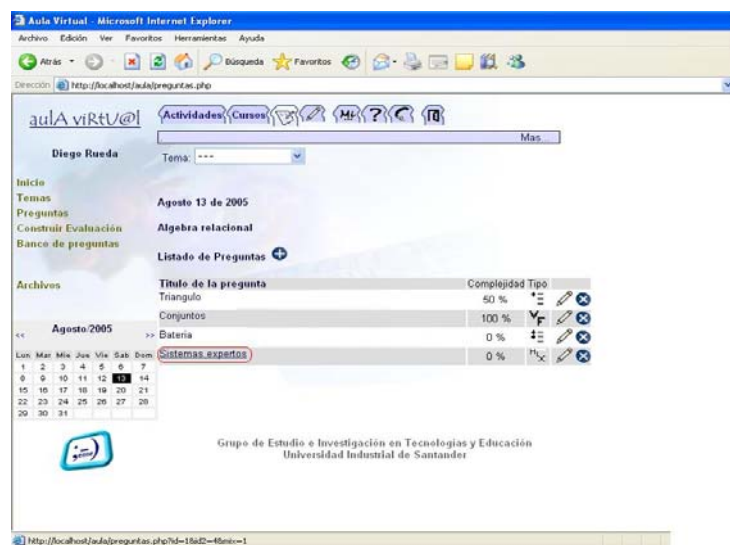 Aula Virtual - Microsoft Internet Explorer
Archivo Edición Ver Favoritos Herramientas Ayuda
Atrás Búsqueda Favoritos
Dirección http://localhost/aula/preguntas.php
aulA viRtU@l
Actividades Cursos M+ ?
Mas...
Diego Rueda
Tema: ---
Inicio
Temas
Preguntas
Construir Evaluación
Banco de preguntas
Archivos
Agosto 13 de 2005
Algebra relacional
Listado de Preguntas
Titulo de la pregunta Complejidad Tipo
Triangulo 50 %
Conjuntos 100 % VF
Bateria 0 %
Sistemas expertos 0 %
<< Agosto/2005 >>
Lun Mar Mie Jue Vie Sab Dom
1 2 3 4 5 6 7
8 9 10 11 12 13 14
15 16 17 18 19 20 21
22 23 24 25 26 27 28
29 30 31
Grupo de Estudio e Investigación en Tecnologías y Educación
Universidad Industrial de Santander